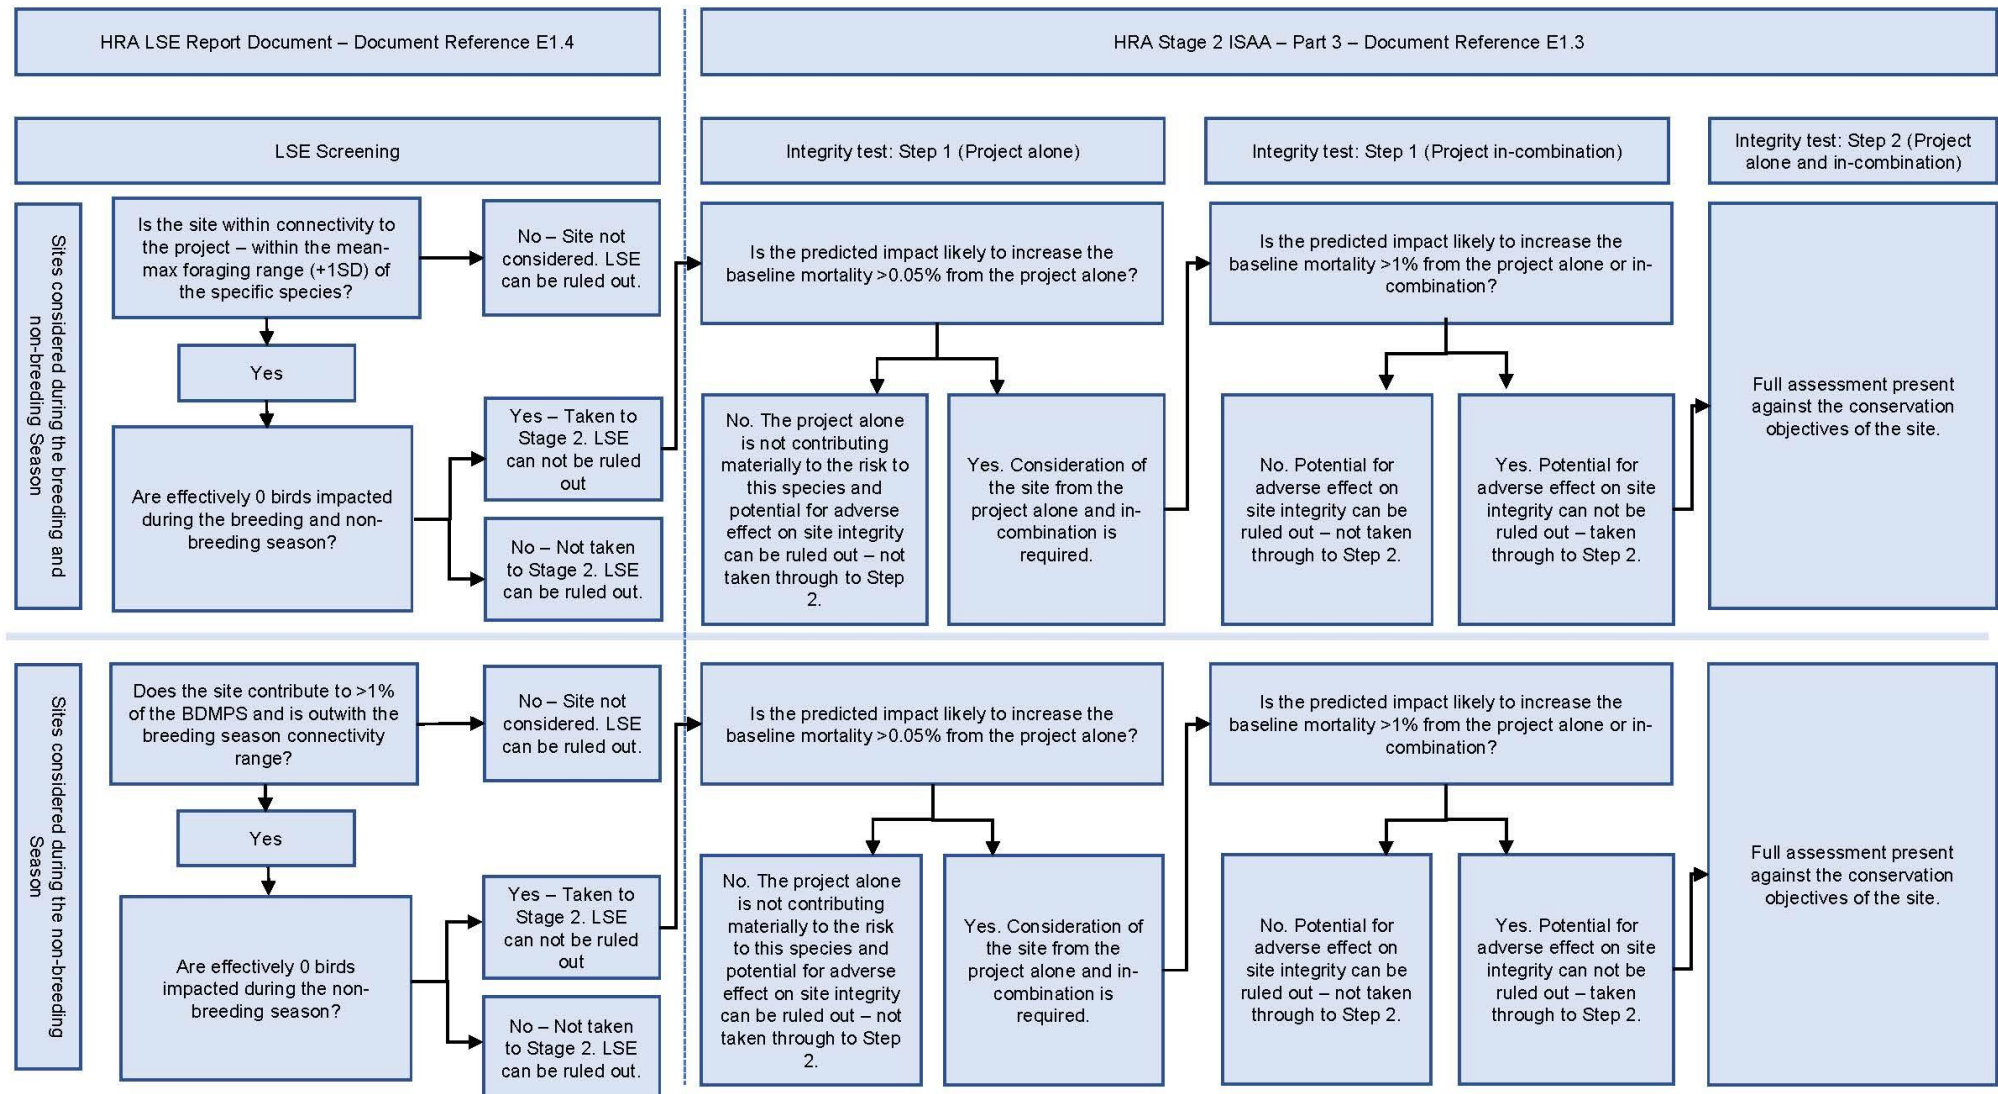 HRA LSE Report Document – Document Reference E1.4
HRA Stage 2 ISAA – Part 3 – Document Reference E1.3
LSE Screening
Integrity test: Step 1 (Project alone)
Integrity test: Step 1 (Project in-combination)
Integrity test: Step 2 (Project
alone and in-combination)
Sites considered during the breeding and
non-breeding Season
Is the site within connectivity to
the project – within the mean-
max foraging range (+1SD) of
the specific species?
No – Site not
considered. LSE
can be ruled out.
Yes
Are effectively 0 birds impacted
during the breeding and non-
breeding season?
Yes – Taken to
Stage 2. LSE
can not be ruled
out
No – Not taken
to Stage 2. LSE
can be ruled out.
Is the predicted impact likely to increase the
baseline mortality >0.05% from the project alone?
No. The project alone
is not contributing
materially to the risk to
this species and
potential for adverse
effect on site integrity
can be ruled out – not
taken through to Step
2.
Yes. Consideration of
the site from the
project alone and in-
combination is
required.
Is the predicted impact likely to increase the
baseline mortality >1% from the project alone or in-
combination?
No. Potential for
adverse effect on
site integrity can be
ruled out – not taken
through to Step 2.
Yes. Potential for
adverse effect on site
integrity can not be
ruled out – taken
through to Step 2.
Full assessment present
against the conservation
objectives of the site.
Sites considered during the non-breeding
Season
Does the site contribute to >1%
of the BDMPS and is outwith the
breeding season connectivity
range?
No – Site not
considered. LSE
can be ruled out.
Yes
Are effectively 0 birds
impacted during the non-
breeding season?
Yes – Taken to
Stage 2. LSE
can not be ruled
out
No – Not taken
to Stage 2. LSE
can be ruled out.
Is the predicted impact likely to increase the
baseline mortality >0.05% from the project alone?
No. The project alone
is not contributing
materially to the risk
to this species and
potential for adverse
effect on site integrity
can be ruled out – not
taken through to Step
2.
Yes. Consideration of
the site from the
project alone and in-
combination is
required.
Is the predicted impact likely to increase the
baseline mortality >1% from the project alone or in-
combination?
No. Potential for
adverse effect on
site integrity can be
ruled out – not taken
through to Step 2.
Yes. Potential for
adverse effect on site
integrity can not be
ruled out – taken
through to Step 2.
Full assessment present
against the conservation
objectives of the site.